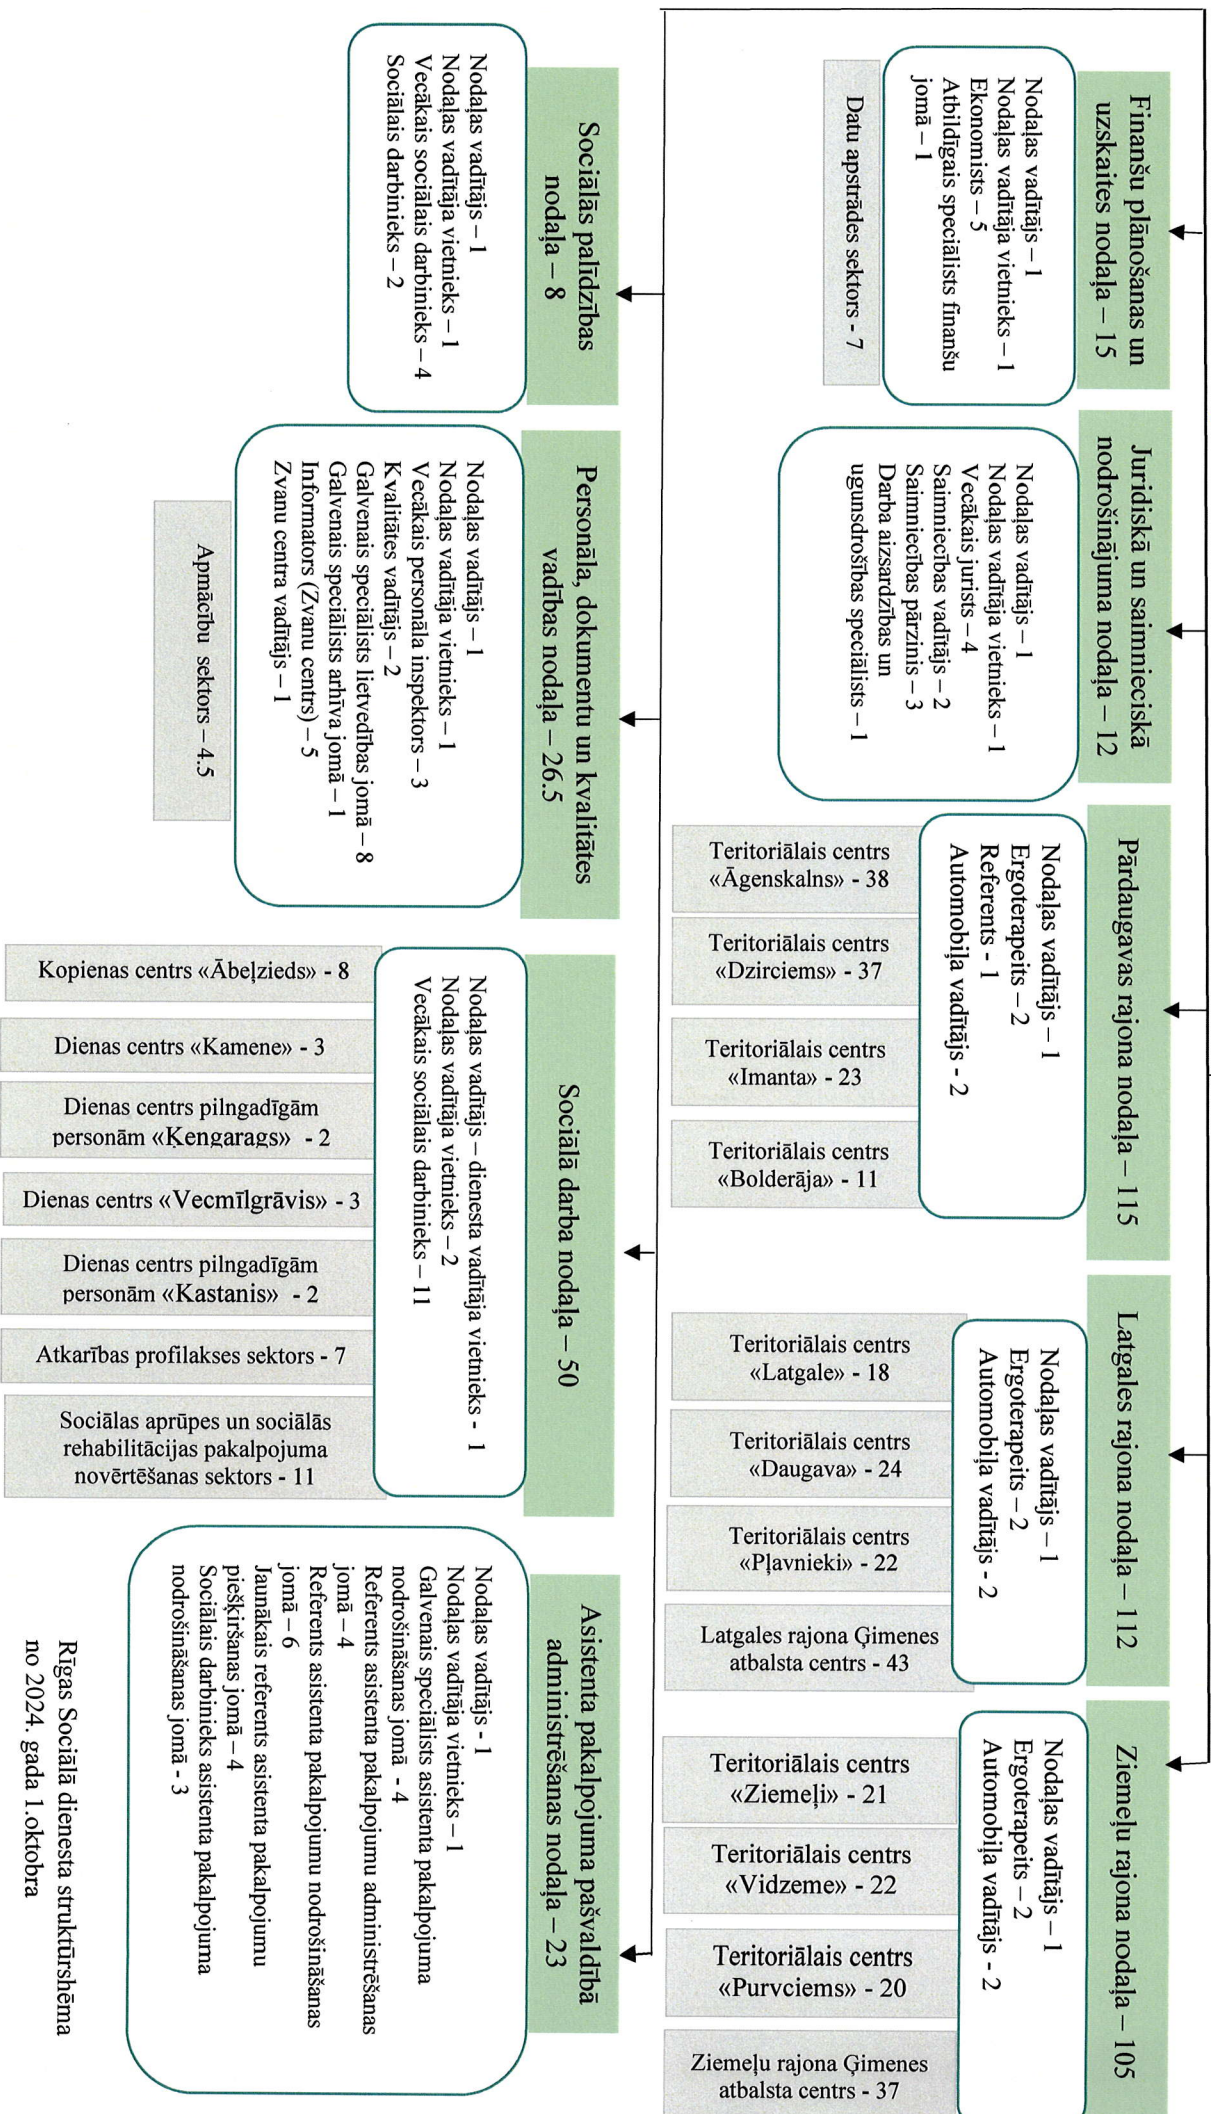 Finanšu plānošanas un
uzskaites nodaļa – 15
Nodaļas vadītājs – 1
Nodaļas vadītāja vietnieks – 1
Ekonomists – 5
Atbildīgais speciālists finanšu
jomā – 1
Datu apstrādes sektors - 7
Juridiskā un saimnieciskā
nodrošinājuma nodaļa – 12
Nodaļas vadītājs – 1
Nodaļas vadītāja vietnieks – 1
Vecākais jurists – 4
Saimniecības vadītājs – 2
Saimniecības pārzinis – 3
Darba aizsardzības un
ugunsdrošības speciālists – 1
Pārdaugavas rajona nodaļa – 115
Nodaļas vadītājs – 1
Ergoterapeits – 2
Referents - 1
Automobiļa vadītājs - 2
Teritoriālais centrs
«Āgenskalns» - 38
Teritoriālais centrs
«Dzirciems» - 37
Teritoriālais centrs
«Imanta» - 23
Teritoriālais centrs
«Bolderāja» - 11
Latgales rajona nodaļa – 112
Nodaļas vadītājs – 1
Ergoterapeits – 2
Automobiļa vadītājs - 2
Teritoriālais centrs
«Latgale» - 18
Teritoriālais centrs
«Daugava» - 24
Teritoriālais centrs
«Pļavnieki» - 22
Latgales rajona Ģimenes
atbalsta centrs - 43
Ziemeļu rajona nodaļa – 105
Nodaļas vadītājs – 1
Ergoterapeits – 2
Automobiļa vadītājs - 2
Teritoriālais centrs
«Ziemeļi» - 21
Teritoriālais centrs
«Vidzeme» - 22
Teritoriālais centrs
«Purvciems» - 20
Ziemeļu rajona Ģimenes
atbalsta centrs - 37
Sociālās palīdzības
nodaļa – 8
Nodaļas vadītājs – 1
Nodaļas vadītāja vietnieks – 1
Vecākais sociālais darbinieks – 4
Sociālais darbinieks – 2
Personāla, dokumentu un kvalitātes
vadības nodaļa – 26.5
Nodaļas vadītājs – 1
Nodaļas vadītāja vietnieks – 1
Vecākais personāla inspektors – 3
Kvalitātes vadītājs – 2
Galvenais speciālists lietvedības jomā – 8
Galvenais speciālists arhīva jomā – 1
Informators (Zvanu centrs) – 5
Zvanu centra vadītājs – 1
Apmācību sektors – 4.5
Sociālā darba nodaļa – 50
Nodaļas vadītājs – dienesta vadītāja vietnieks - 1
Nodaļas vadītāja vietnieks – 2
Vecākais sociālais darbinieks – 11
Kopienas centrs «Ābeļzieds» - 8
Dienas centrs «Kamene» - 3
Dienas centrs pilngadīgām
personām «Ķengarags» - 2
Dienas centrs «Vecmīlgrāvis» - 3
Dienas centrs pilngadīgām
personām «Kastanis» - 2
Atkarības profilakses sektors - 7
Sociālas aprūpes un sociālās
rehabilitācijas pakalpojuma
novērtēšanas sektors - 11
Asistenta pakalpojuma pašvaldībā
administrēšanas nodaļa – 23
Nodaļas vadītājs - 1
Nodaļas vadītāja vietnieks – 1
Galvenais speciālists asistenta pakalpojuma
nodrošināšanas jomā - 4
Referents asistenta pakalpojumu administrēšanas
jomā – 4
Referents asistenta pakalpojumu nodrošināšanas
jomā – 6
Jaunākais referents asistenta pakalpojumu
piešķiršanas jomā – 4
Sociālais darbinieks asistenta pakalpojuma
nodrošināšanas jomā - 3
Rīgas Sociālā dienesta struktūrshēma
no 2024. gada 1.oktobra